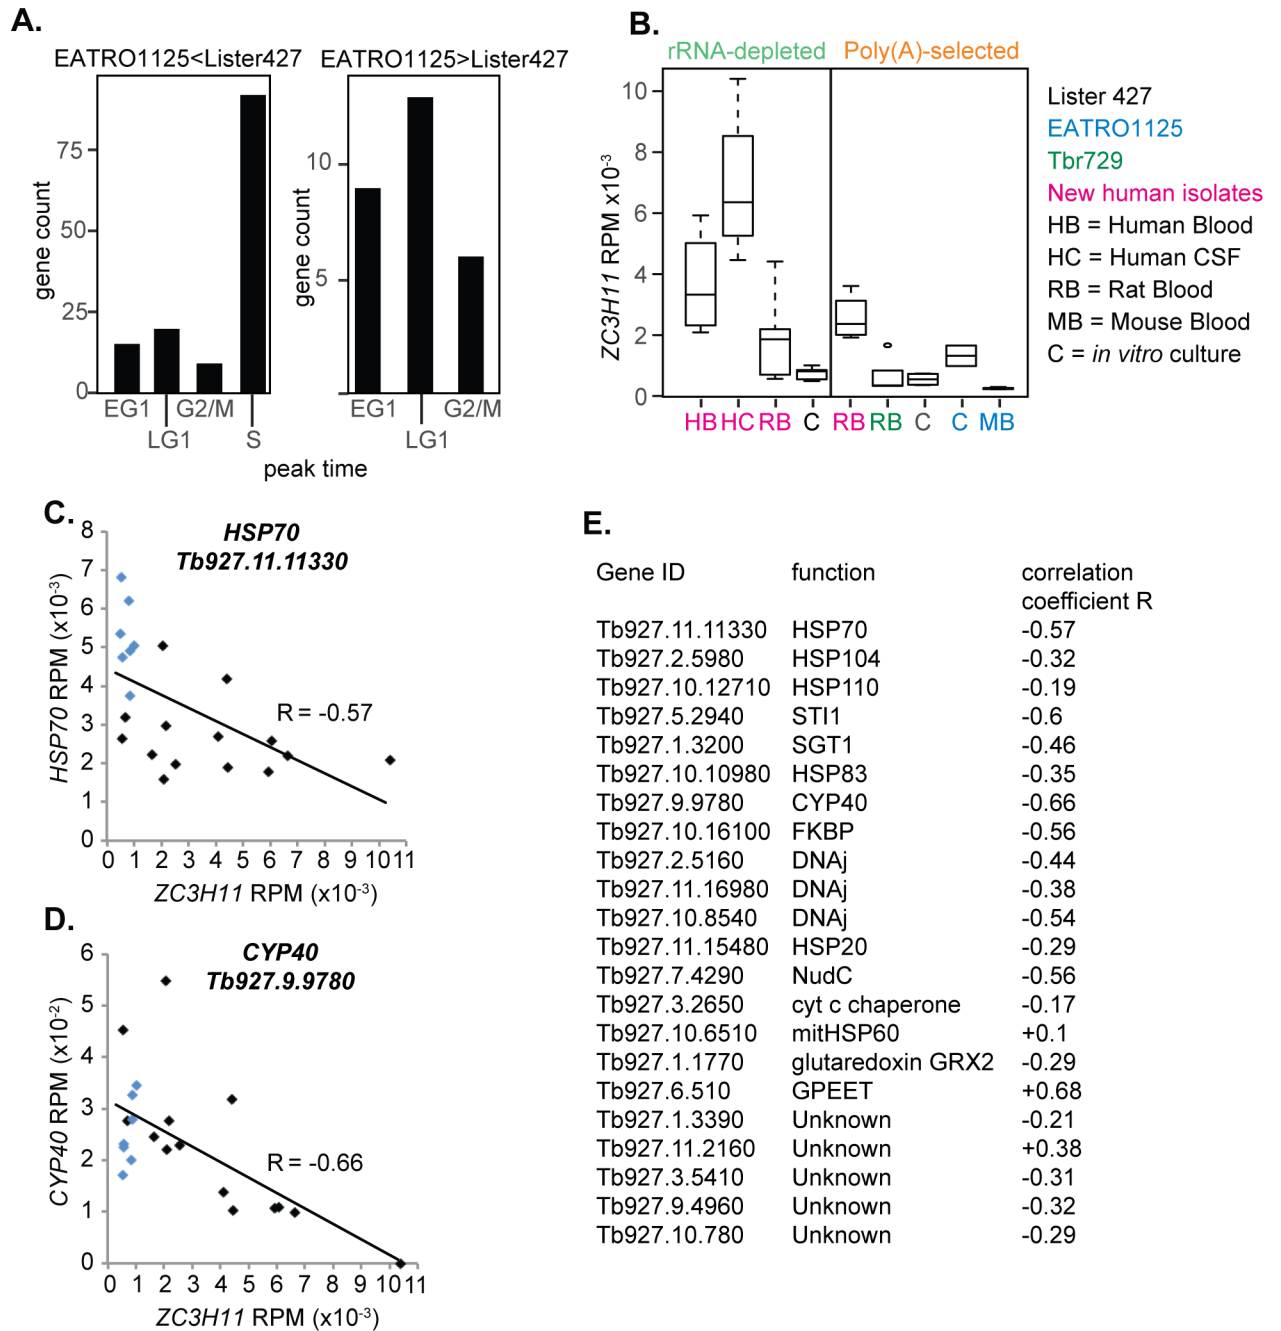 A.
EATRO1125<Lister427
EATRO1125>Lister427
gene count
75
50
25
0
EG1
LG1
G2/M
S
gene count
10
5
EG1
LG1
G2/M
peak time
B.
rRNA-depleted
Poly(A)-selected
ZC3H11 RPM x10-3
10
8
6
4
2
0
HB HC RB C RB RB C C MB
Lister 427
EATRO1125
Tbr729
New human isolates
HB = Human Blood
HC = Human CSF
RB = Rat Blood
MB = Mouse Blood
C = in vitro culture
C.
HSP70
Tb927.11.11330
HSP70 RPM (x10-3)
8
7
6
5
4
3
2
1
0
R = -0.57
0 1 2 3 4 5 6 7 8 9 10 11
ZC3H11 RPM (x10-3)
D.
CYP40
Tb927.9.9780
CYP40 RPM (x10-2)
6
5
4
3
2
1
0
R = -0.66
0 1 2 3 4 5 6 7 8 9 10 11
ZC3H11 RPM (x10-3)
E.
Gene ID function correlation
coefficient R
Tb927.11.11330 HSP70 -0.57
Tb927.2.5980 HSP104 -0.32
Tb927.10.12710 HSP110 -0.19
Tb927.5.2940 STI1 -0.6
Tb927.1.3200 SGT1 -0.46
Tb927.10.10980 HSP83 -0.35
Tb927.9.9780 CYP40 -0.66
Tb927.10.16100 FKBP -0.56
Tb927.2.5160 DNAj -0.44
Tb927.11.16980 DNAj -0.38
Tb927.10.8540 DNAj -0.54
Tb927.11.15480 HSP20 -0.29
Tb927.7.4290 NudC -0.56
Tb927.3.2650 cyt c chaperone -0.17
Tb927.10.6510 mitHSP60 +0.1
Tb927.1.1770 glutaredoxin GRX2 -0.29
Tb927.6.510 GPEET +0.68
Tb927.1.3390 Unknown -0.21
Tb927.11.2160 Unknown +0.38
Tb927.3.5410 Unknown -0.31
Tb927.9.4960 Unknown -0.32
Tb927.10.780 Unknown -0.29